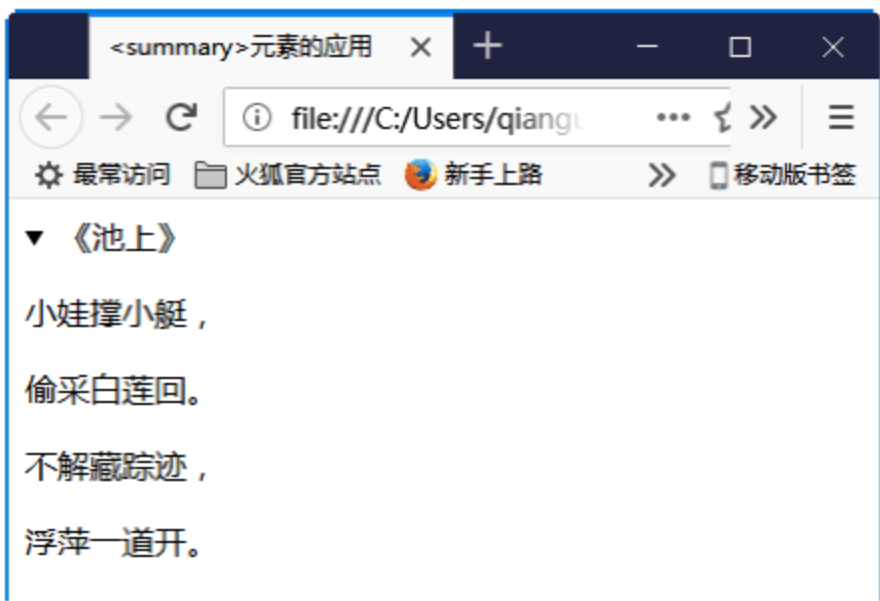 <summary>元素的应用
file:///C:/Users/qiangu
最常访问 火狐官方站点 新手上路 移动版书签
《池上》
小娃撑小艇，
偷采白莲回。
不解藏踪迹，
浮萍一道开。